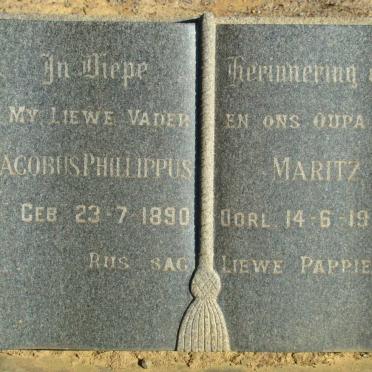 In Diepe Herinnering
My Liewe Vader en ons Oupa
acobus Phillippus Maritz
Geb 23-7-1890 Oorl. 14-6-19
Rus sag Liewe Pappie